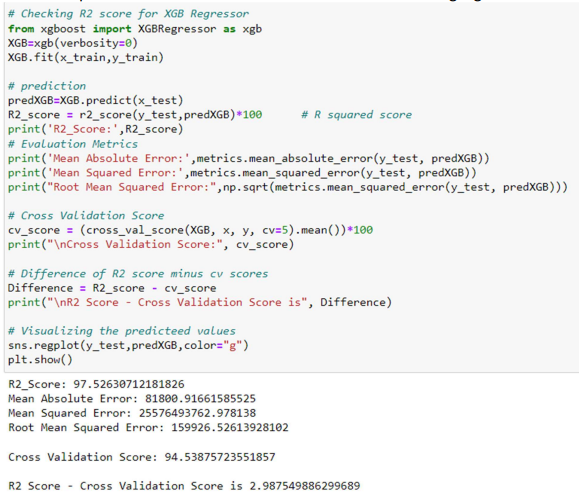 # Checking R2 score for XGB Regressor
from xgboost import XGBRegressor as xgb
XGB=xgb(verbosity=0)
XGB.fit(x_train,y_train)

# prediction
predXGB=XGB.predict(x_test)
R2_score = r2_score(y_test,predXGB)*100      # R squared score
print('R2_Score:',R2_score)
# Evaluation Metrics
print('Mean Absolute Error:',metrics.mean_absolute_error(y_test, predXGB))
print('Mean Squared Error:',metrics.mean_squared_error(y_test, predXGB))
print("Root Mean Squared Error:",np.sqrt(metrics.mean_squared_error(y_test, predXGB)))

# Cross Validation Score
cv_score = (cross_val_score(XGB, x, y, cv=5).mean())*100
print("\nCross Validation Score:", cv_score)

# Difference of R2 score minus cv scores
Difference = R2_score - cv_score
print("\nR2 Score - Cross Validation Score is", Difference)

# Visualizing the predicteed values
sns.regplot(y_test,predXGB,color="g")
plt.show()

R2_Score: 97.52630712181826
Mean Absolute Error: 81800.91661585525
Mean Squared Error: 25576493762.978138
Root Mean Squared Error: 159926.52613928102

Cross Validation Score: 94.53875723551857

R2 Score - Cross Validation Score is 2.987549886299689